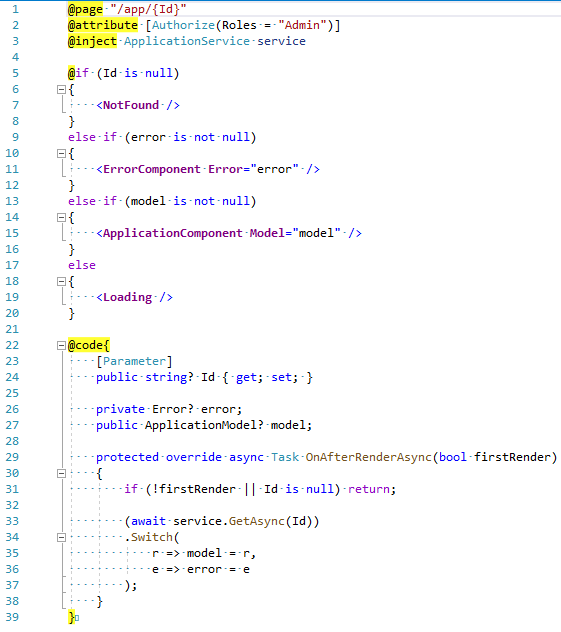 1 @page "/app/{Id}"
2 @attribute [Authorize(Roles = "Admin")]
3 @inject ApplicationService service
4
5 @if (Id is null)
6 {
7     <NotFound />
8 }
9 else if (error is not null)
10 {
11     <ErrorComponent Error="error" />
12 }
13 else if (model is not null)
14 {
15     <ApplicationComponent Model="model" />
16 }
17 else
18 {
19     <Loading />
20 }
21
22 @code{
23     [Parameter]
24     public string? Id { get; set; }
25
26     private Error? error;
27     public ApplicationModel? model;
28
29     protected override async Task OnAfterRenderAsync(bool firstRender)
30     {
31         if (!firstRender || Id is null) return;
32
33         (await service.GetAsync(Id))
34         .Switch(
35             r => model = r,
36             e => error = e
37         );
38     }
39 }